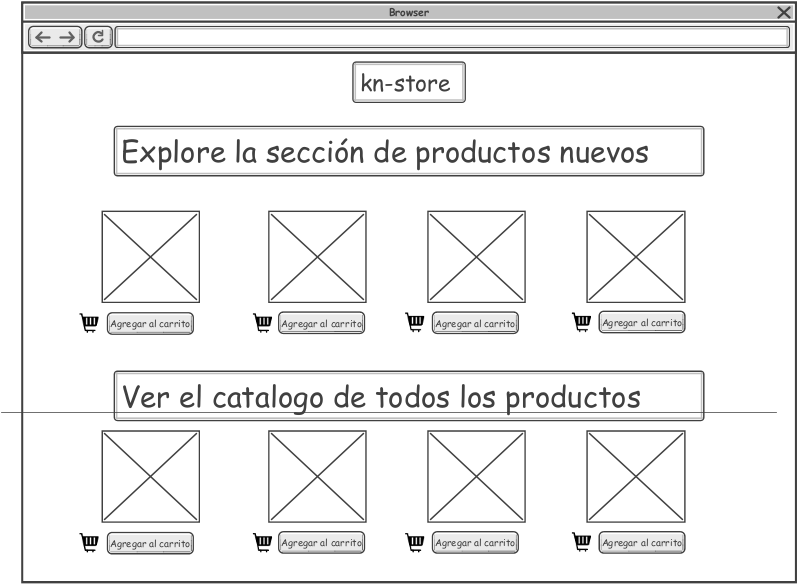 Browser
kn-store
Explore la sección de productos nuevos
Agregar al carrito Agregar al carrito Agregar al carrito Agregar al carrito
Ver el catalogo de todos los productos
Agregar al carrito Agregar al carrito Agregar al carrito Agregar al carrito